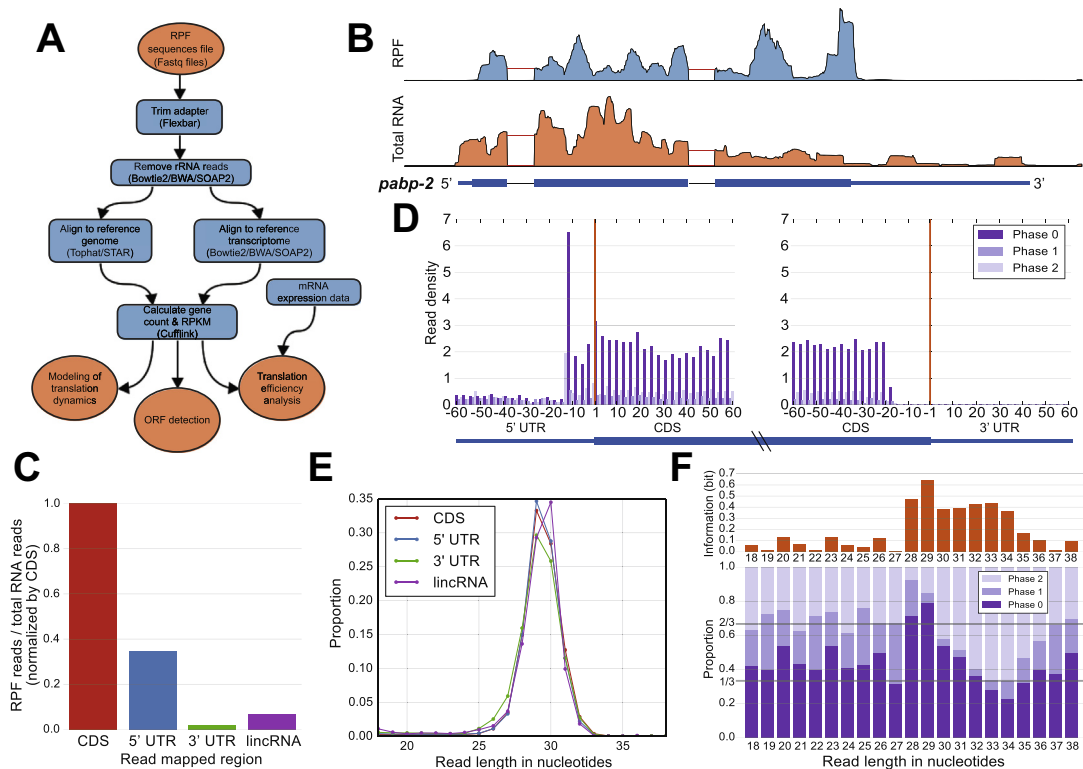 A
RPF
sequences file
(Fastq files)
Trim adapter
(Flexbar)
Remove rRNA reads
(Bowtie2/BWA/SOAP2)
Align to reference
genome
(Tophat/STAR)
Align to reference
transcriptome
(Bowtie2/BWA/SOAP2)
mRNA
expression data
Calculate gene
count & RPKM
(Cufflink)
Modeling of
translation
dynamics
ORF detection
Translation
efficiency
analysis
B
RPF
Total RNA
pabp-2 5' 3'
D
Read density
7
6
5
4
3
2
1
0
-60 -50 -40 -30 -20 -10 1 10 20 30 40 50 60
5' UTR CDS
7
6
5
4
3
2
1
0
-60 -50 -40 -30 -20 -10 -1 10 20 30 40 50 60
CDS 3' UTR
Phase 0
Phase 1
Phase 2
C
RPF reads / total RNA reads
(normalized by CDS)
1.0
0.8
0.6
0.4
0.2
0.0
CDS 5' UTR 3' UTR lincRNA
Read mapped region
E
Proportion
0.35
0.30
0.25
0.20
0.15
0.10
0.05
0.00
CDS
5' UTR
3' UTR
lincRNA
20 25 30 35
Read length in nucleotides
F
Information (bit)
0.7
0.6
0.5
0.4
0.3
0.2
0.1
0.0
18 19 20 21 22 23 24 25 26 27 28 29 30 31 32 33 34 35 36 37 38
Proportion
1.0
0.8
2/3
0.6
0.4
1/3
0.2
0.0
Phase 2
Phase 1
Phase 0
18 19 20 21 22 23 24 25 26 27 28 29 30 31 32 33 34 35 36 37 38
Read length in nucleotides